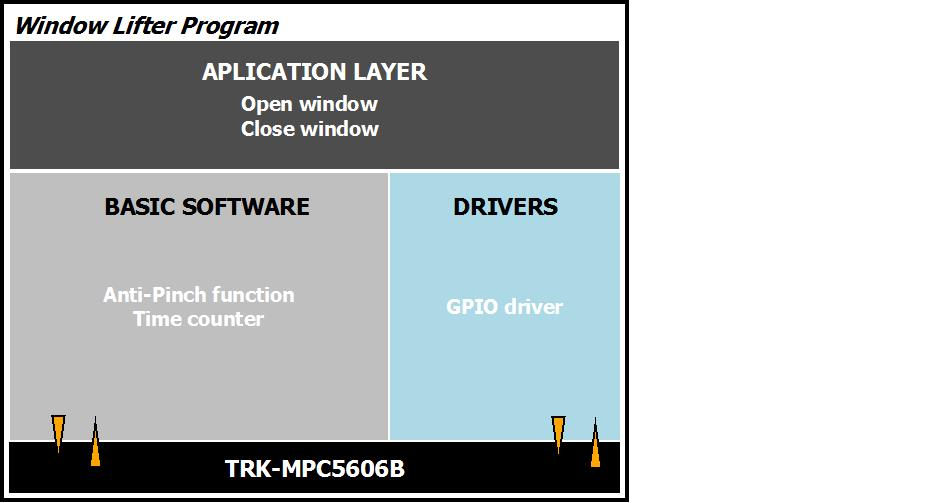 Window Lifter Program
APLICATION LAYER
Open window
Close window
BASIC SOFTWARE
Anti-Pinch function
Time counter
DRIVERS
GPIO driver
TRK-MPC5606B